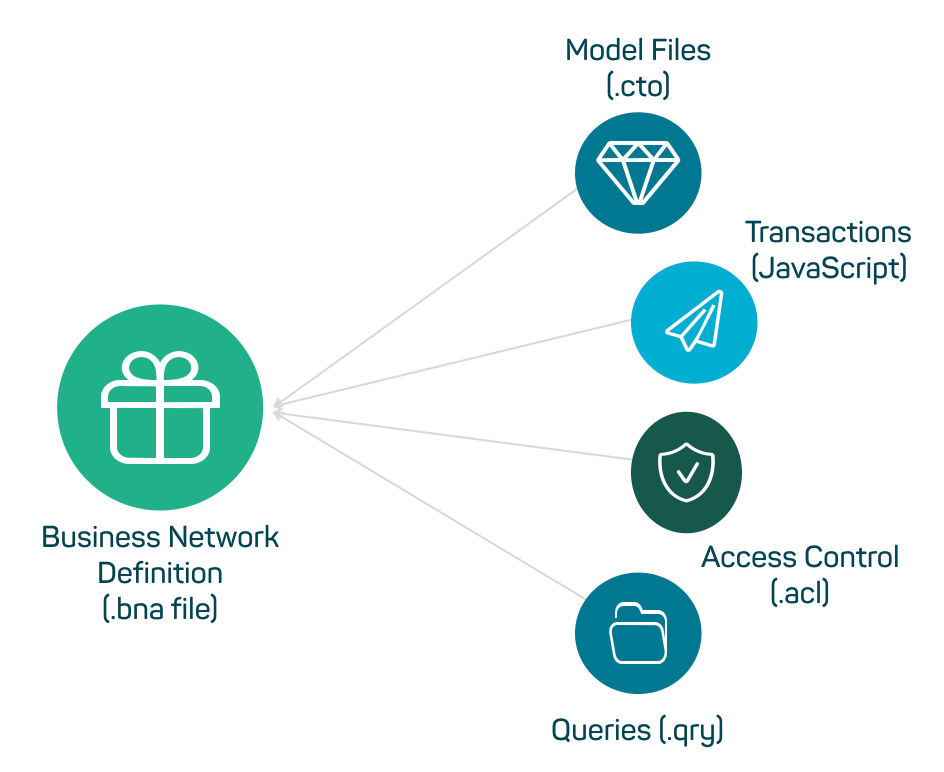 Model Files
(.cto)
Transactions
(JavaScript)
Business Network
Definition
(.bna file)
Access Control
(.acl)
Queries (.qry)